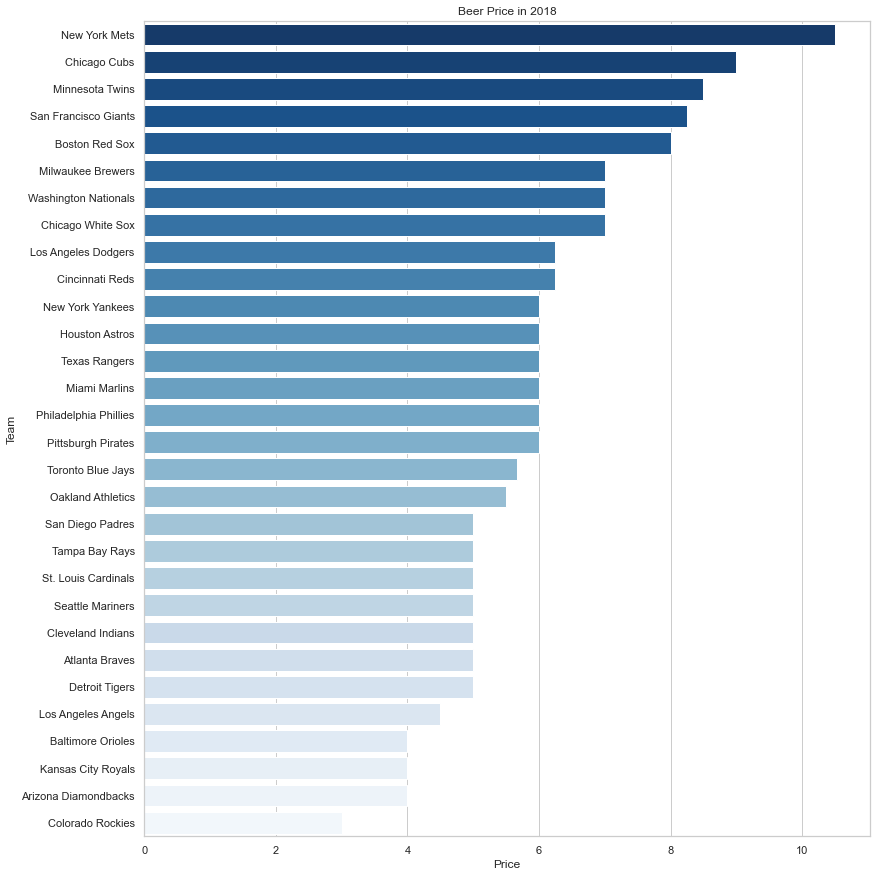 Beer Price in 2018
New York Mets
Chicago Cubs
Minnesota Twins
San Francisco Giants
Boston Red Sox
Milwaukee Brewers
Washington Nationals
Chicago White Sox
Los Angeles Dodgers
Cincinnati Reds
New York Yankees
Houston Astros
Texas Rangers
Miami Marlins
Philadelphia Phillies
Pittsburgh Pirates
Toronto Blue Jays
Oakland Athletics
San Diego Padres
Tampa Bay Rays
St. Louis Cardinals
Seattle Mariners
Cleveland Indians
Atlanta Braves
Detroit Tigers
Los Angeles Angels
Baltimore Orioles
Kansas City Royals
Arizona Diamondbacks
Colorado Rockies
Team
0 2 4 6 8 10
Price